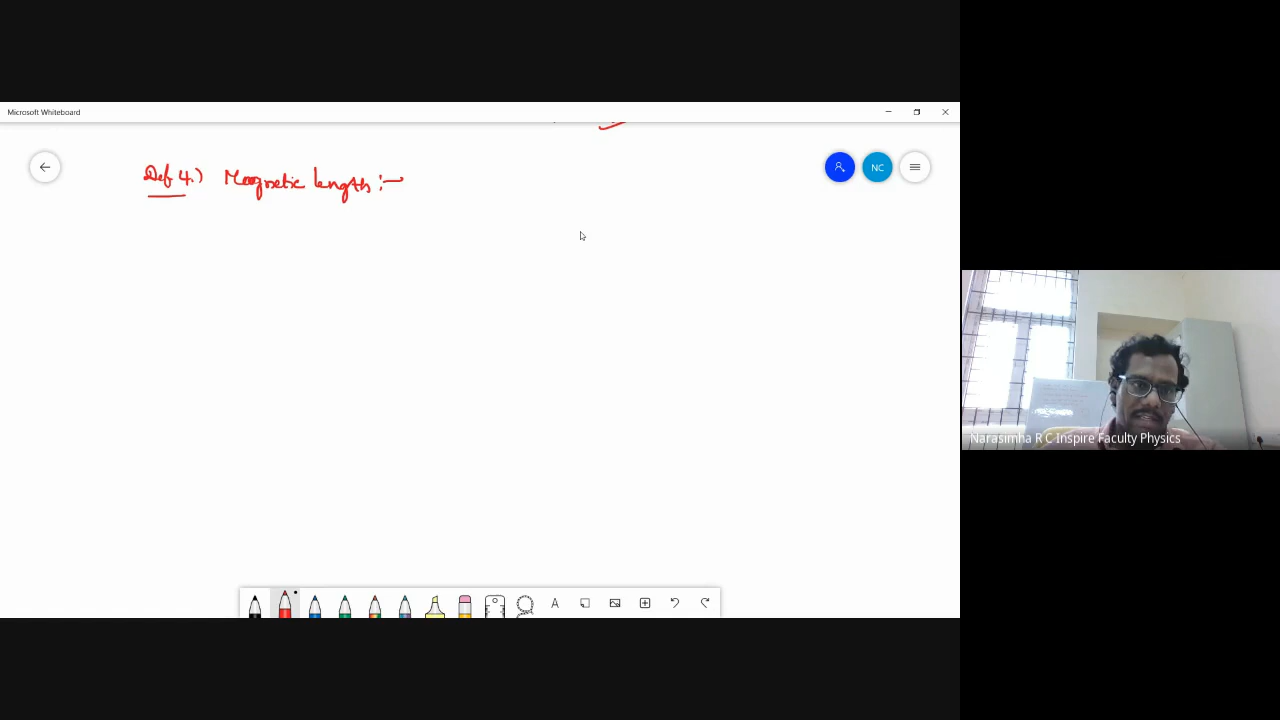 Microsoft Whiteboard
Def 4.) Magnetic length :-
NC
A
Narasimha R C Inspire Faculty Physics